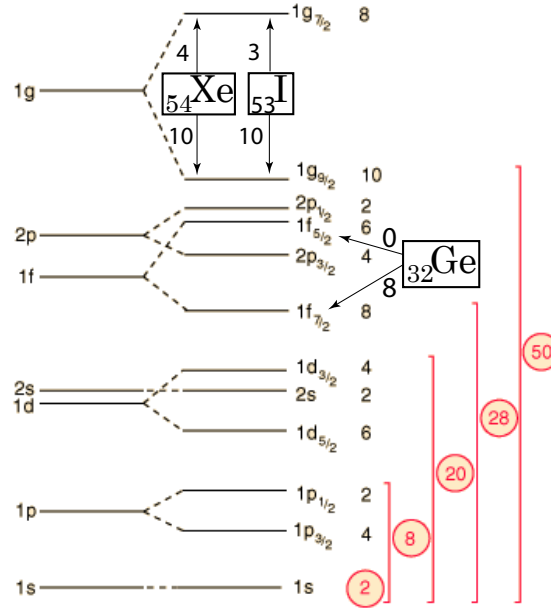 1g₇/₂ 8
4 3
1g ₅₄Xe ₅₃I
10 10
1g₉/₂ 10
2p₁/₂ 2
1f₅/₂ 6
2p 0
2p₃/₂ 4 ₃₂Ge
1f 8
1f₇/₂ 8
50
1d₃/₂ 4
2s 2s 2
1d
28
1d₅/₂ 6
20
1p₁/₂ 2
1p
1p₃/₂ 4 8
1s 1s 2